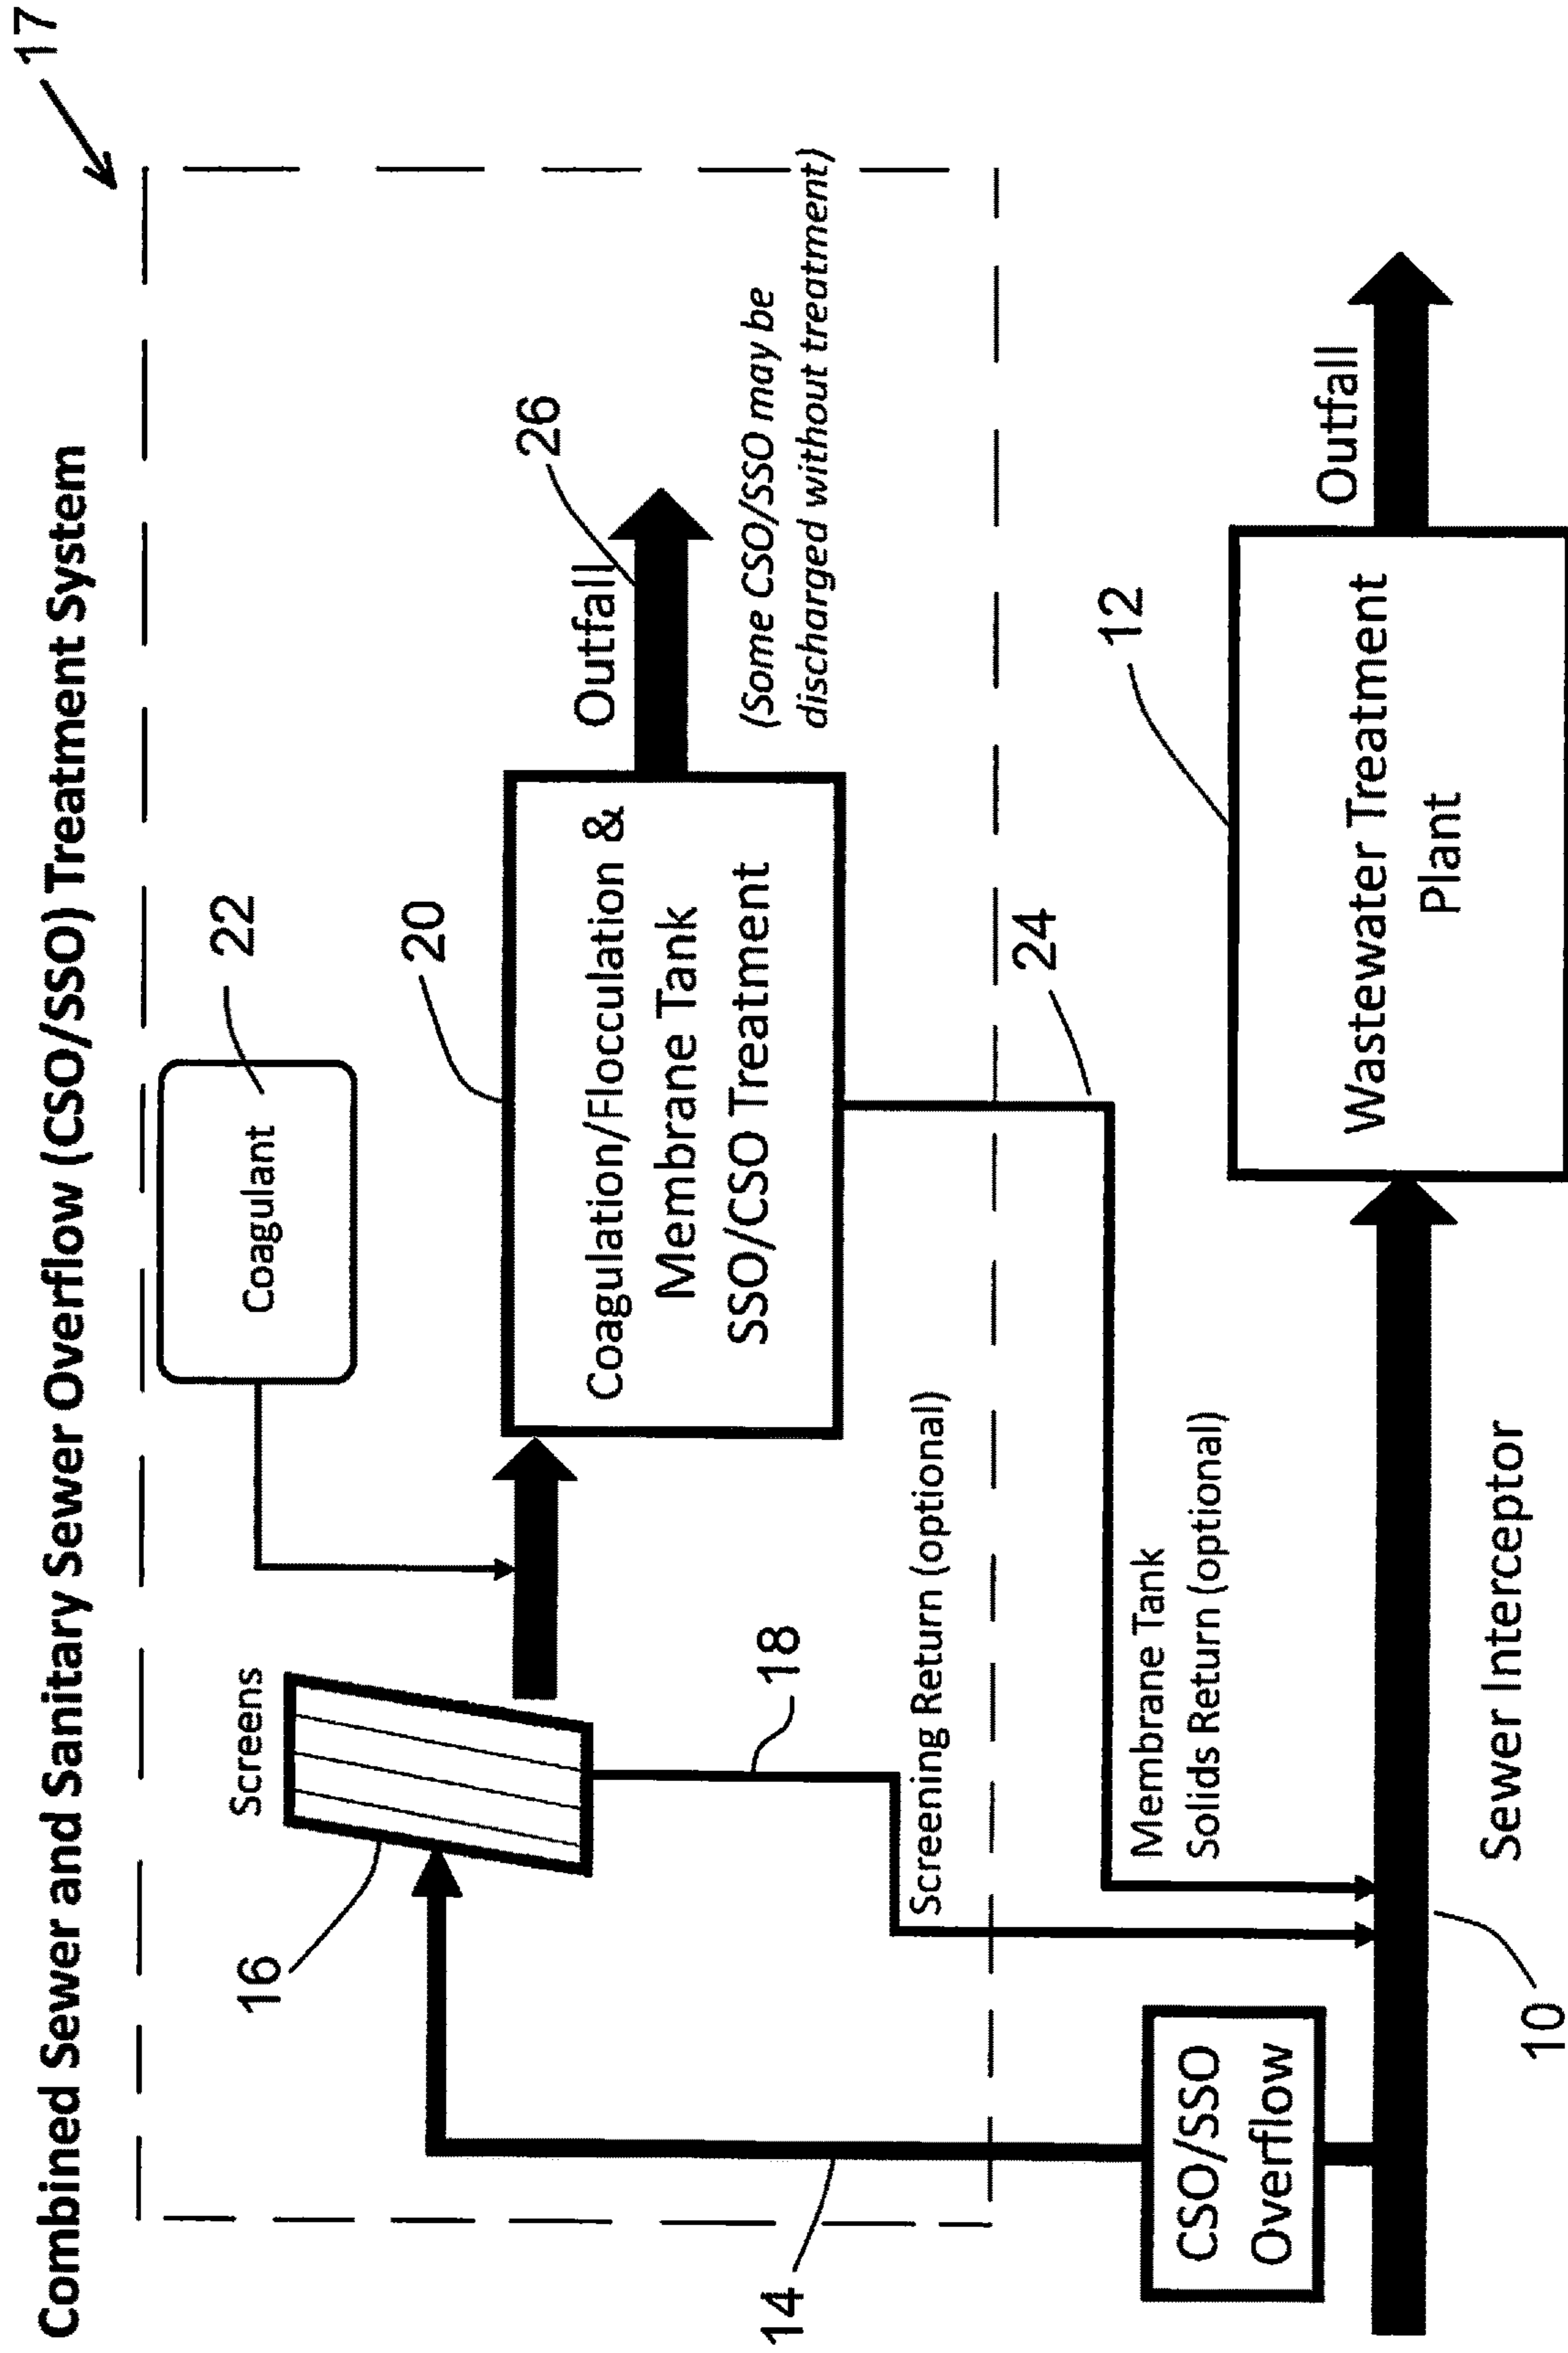 Combined Sewer and Sanitary Sewer Overflow (CSO/SSO) Treatment System
17
Coagulant
22
Screens
16
20
Coagulation/Flocculation &
Membrane Tank
SSO/CSO Treatment
Outfall
26
(Some CSO/SSO may be
discharged without treatment)
18
14
Screening Return (optional)
24
Membrane Tank
Solids Return (optional)
CSO/SSO
Overflow
12
Wastewater Treatment
Plant
Outfall
10
Sewer Interceptor